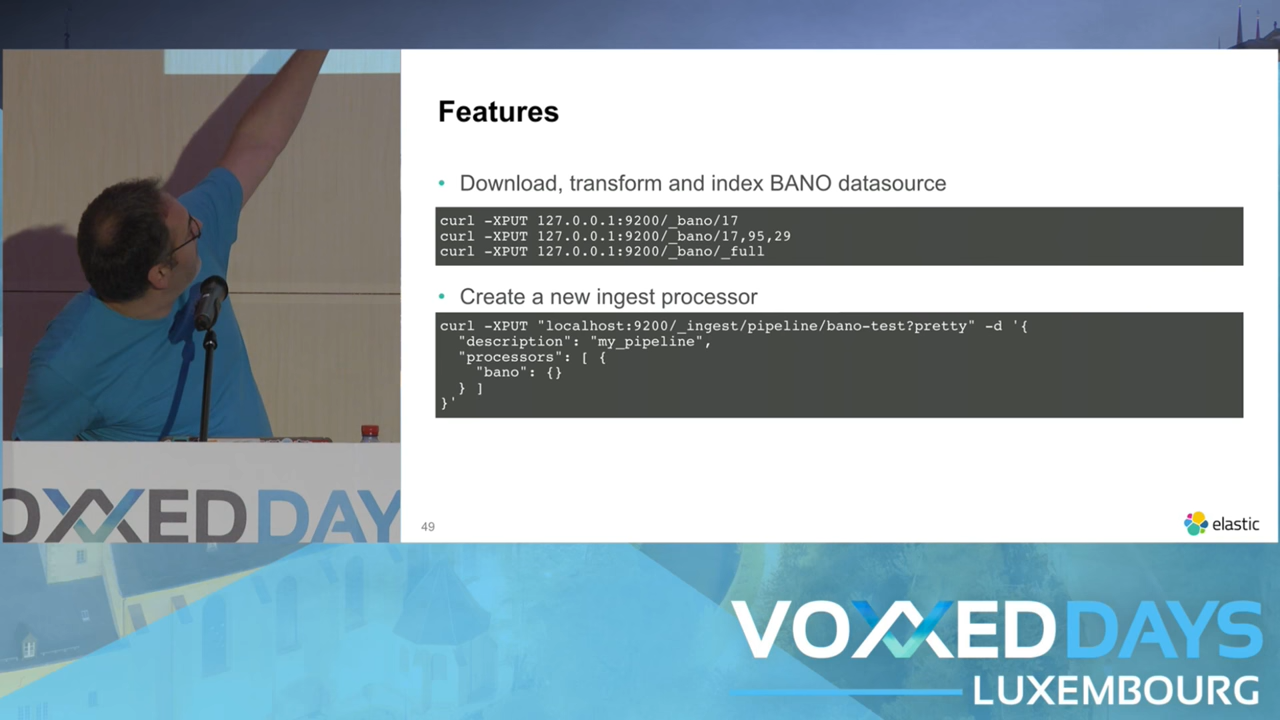 Features
• Download, transform and index BANO datasource
curl -XPUT 127.0.0.1:9200/_bano/17
curl -XPUT 127.0.0.1:9200/_bano/17,95,29
curl -XPUT 127.0.0.1:9200/_bano/_full
• Create a new ingest processor
curl -XPUT "localhost:9200/_ingest/pipeline/bano-test?pretty" -d '{
"description": "my_pipeline",
"processors": [ {
"bano": {}
} ]
}'
49
elastic
OXXED DAYS
VOXXED DAYS
LUXEMBOURG